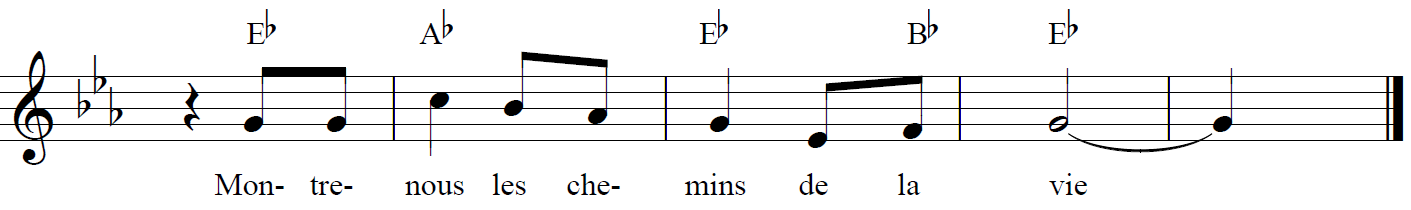 E♭ A♭ E♭ B♭ E♭
Mon- tre- nous les che- mins de la vie